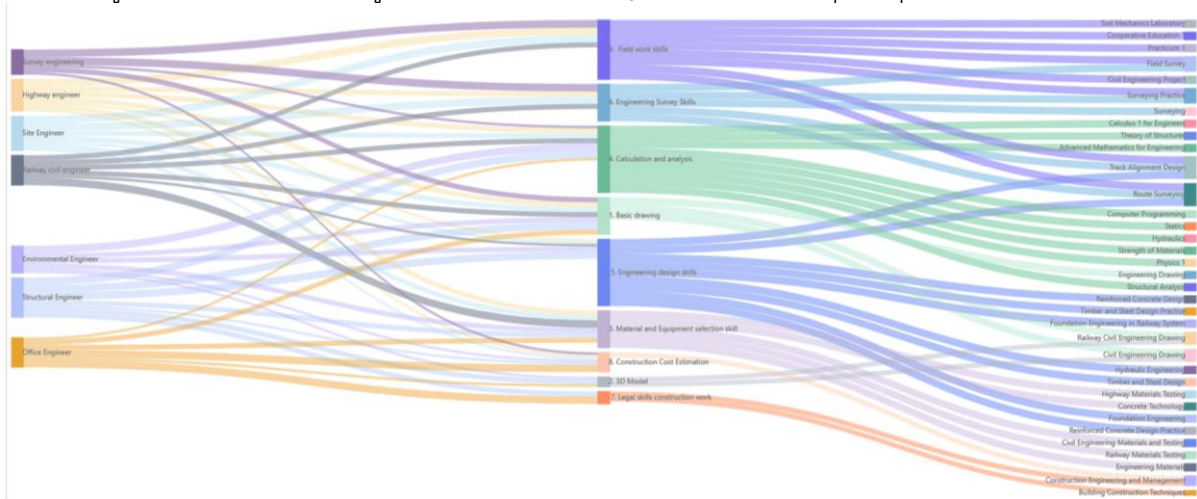 Survey engineering
Highway engineer
Site Engineer
Railway civil engineer
Environmental Engineer
Structural Engineer
Office Engineer
Field work skills
Engineering Survey Skills
Calculation and analysis
1. Basic drawing
Engineering design skills
Material and Equipment selection skill
8. Construction Cost Estimation
2. 3D Model
7. Legal skills construction work
Soil Mechanics Laboratory
Cooperative Education
Practicum 1
Field Survey
Civil Engineering Project
Surveying Practice
Surveying
Calculus 1 for Engineers
Theory of Structures
Advanced Mathematics for Engineering
Track Alignment Design
Route Surveying
Computer Programming
Statics
Hydraulics
Strength of Materials
Physics 1
Engineering Drawing
Structural Analysis
Reinforced Concrete Design
Timber and Steel Design Practice
Foundation Engineering in Railway System
Railway Civil Engineering Drawing
Civil Engineering Drawing
Hydraulic Engineering
Timber and Steel Design
Highway Materials Testing
Concrete Technology
Foundation Engineering
Reinforced Concrete Design Practice
Civil Engineering Materials and Testing
Railway Materials Testing
Engineering Materials
Construction Engineering and Management
Building Construction Techniques